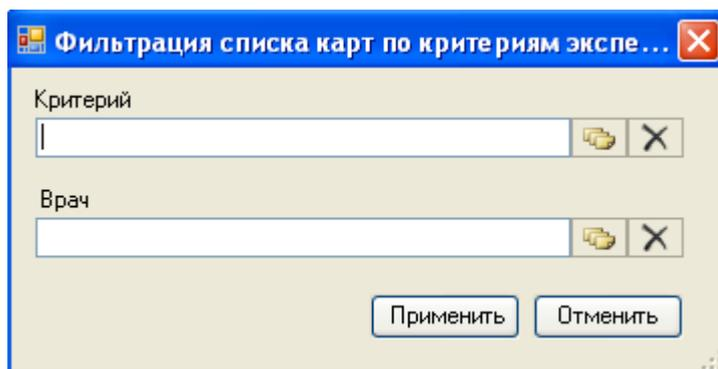 Фильтрация списка карт по критериям экспе...
Критерий
Врач
Применить Отменить